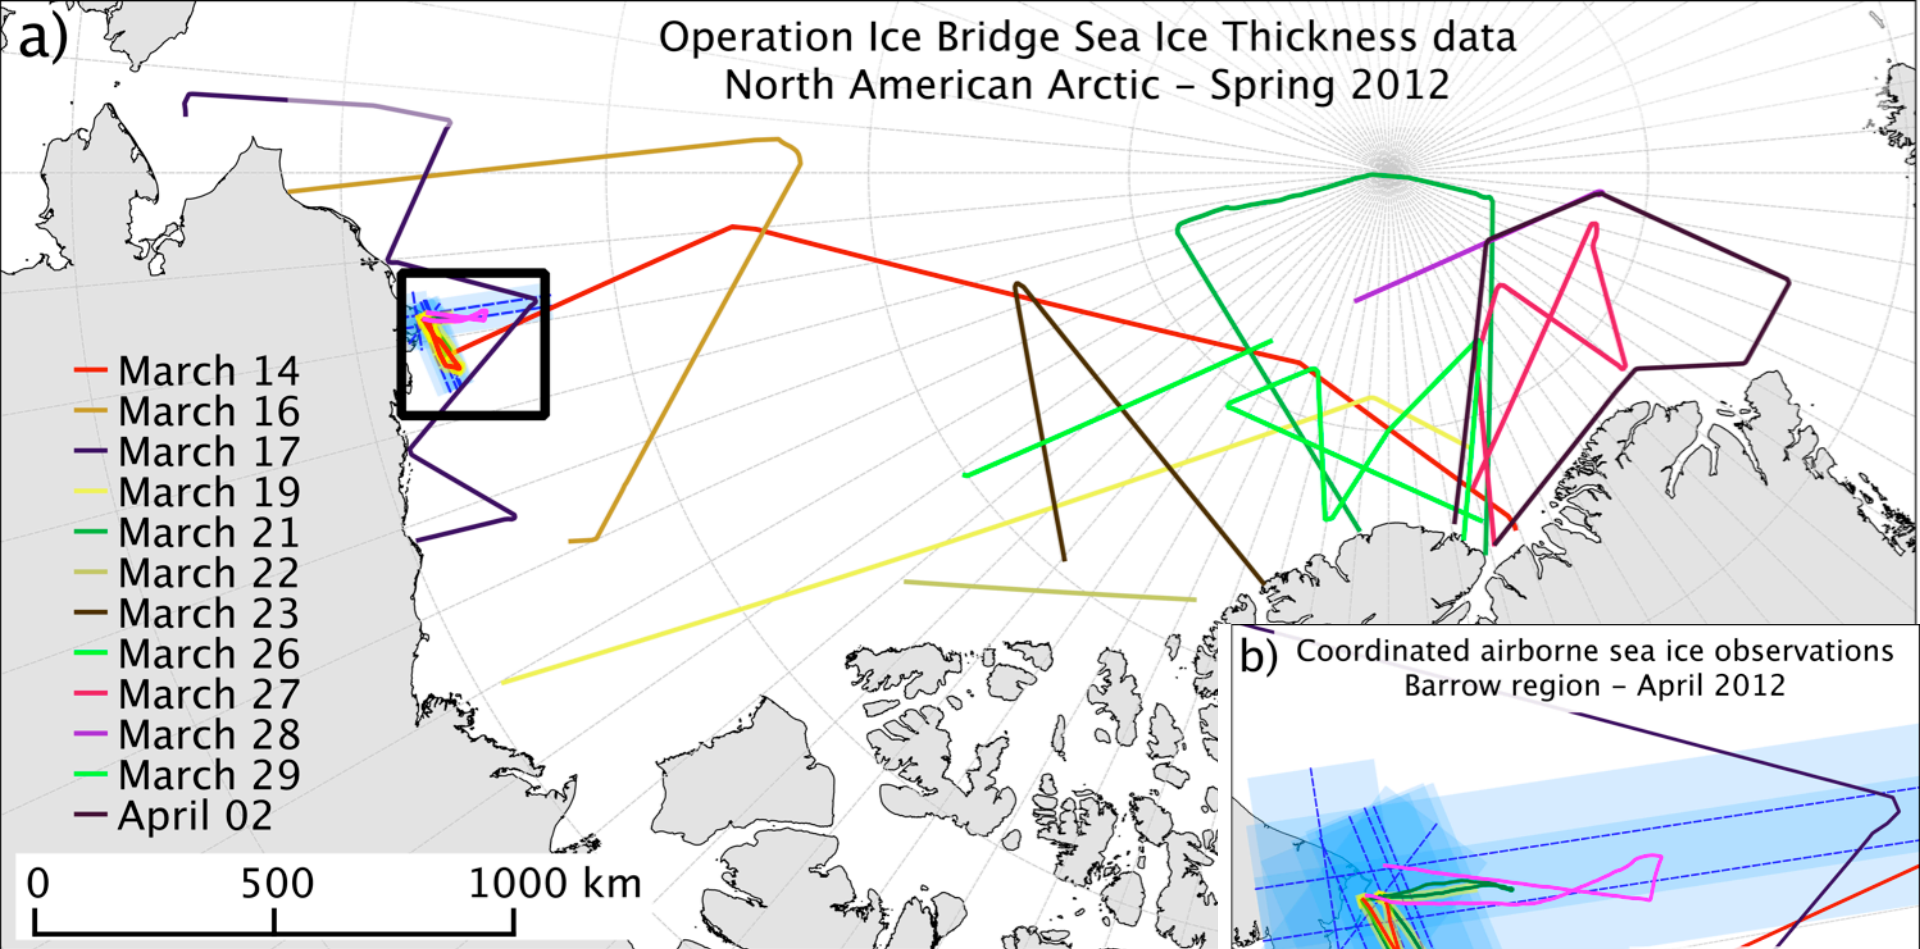 a)
Operation Ice Bridge Sea Ice Thickness data
North American Arctic – Spring 2012
March 14
March 16
March 17
March 19
March 21
March 22
March 23
March 26
March 27
March 28
March 29
April 02
0 500 1000 km
b) Coordinated airborne sea ice observations
Barrow region – April 2012